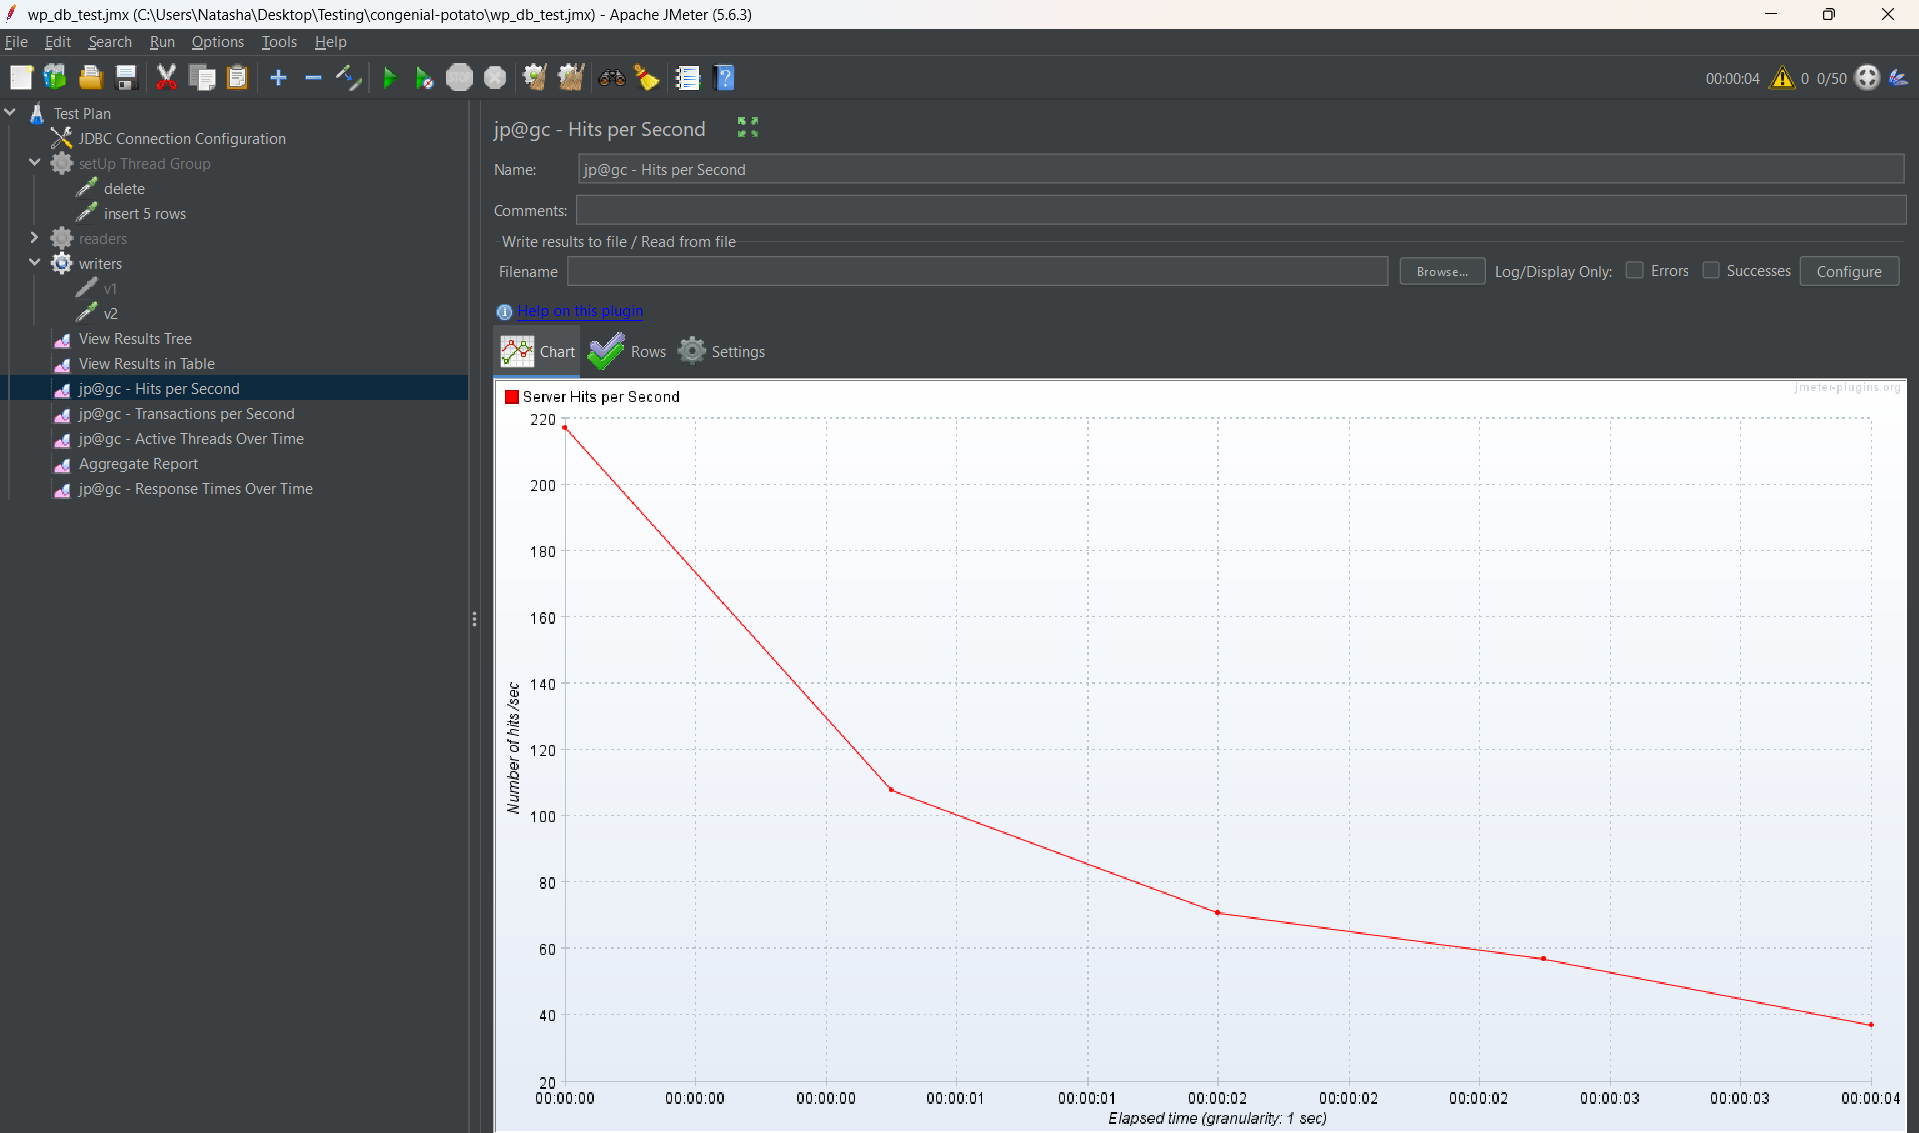 wp_db_test.jmx (C:\Users\Natasha\Desktop\Testing\congenial-potato\wp_db_test.jmx) - Apache JMeter (5.6.3)
File Edit Search Run Options Tools Help
STOP
00:00:04 0 0/50
Test Plan
JDBC Connection Configuration
setUp Thread Group
delete
insert 5 rows
readers
writers
v1
v2
View Results Tree
View Results in Table
jp@gc - Hits per Second
jp@gc - Transactions per Second
jp@gc - Active Threads Over Time
Aggregate Report
jp@gc - Response Times Over Time
jp@gc - Hits per Second
Name: jp@gc - Hits per Second
Comments:
Write results to file / Read from file
Filename Browse... Log/Display Only: Errors Successes Configure
Help on this plugin
Chart Rows Settings
jmeter-plugins.org
Server Hits per Second
220
200
180
160
140
120
100
80
60
40
20
Number of hits /sec
00:00:00 00:00:00 00:00:00 00:00:01 00:00:01 00:00:02 00:00:02 00:00:02 00:00:03 00:00:03 00:00:04
Elapsed time (granularity: 1 sec)